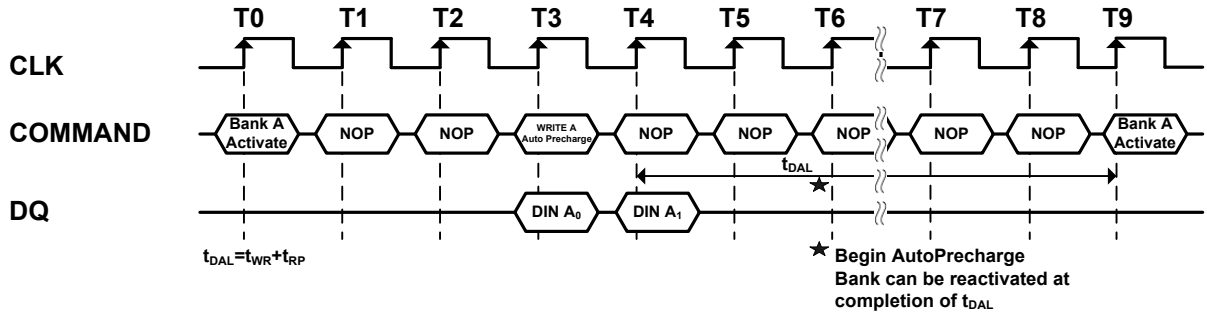 T0 T1 T2 T3 T4 T5 T6 T7 T8 T9
CLK
COMMAND
Bank A
Activate
NOP
NOP
WRITE A
Auto Precharge
NOP
NOP
NOP
NOP
NOP
Bank A
Activate
tDAL
DQ
DIN A0
DIN A1
tDAL=tWR+tRP
★ Begin AutoPrecharge
Bank can be reactivated at
completion of tDAL